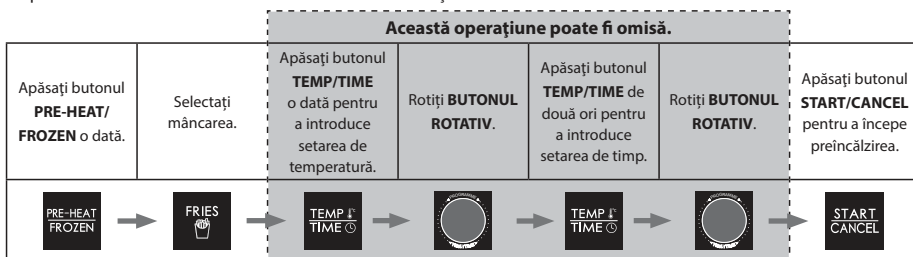 Această operațiune poate fi omisă.
Apăsați butonul
PRE-HEAT/
FROZEN o dată.
Selectați
mâncarea.
Apăsați butonul
TEMP/TIME
o dată pentru
a introduce
setarea de
temperatură.
Rotiți BUTONUL
ROTATIV.
Apăsați butonul
TEMP/TIME de
două ori pentru
a introduce
setarea de timp.
Rotiți BUTONUL
ROTATIV.
Apăsați butonul
START/CANCEL
pentru a începe
preîncălzirea.
PRE-HEAT
FROZEN
FRIES
TEMP
TIME
TEMP
TIME
START
CANCEL